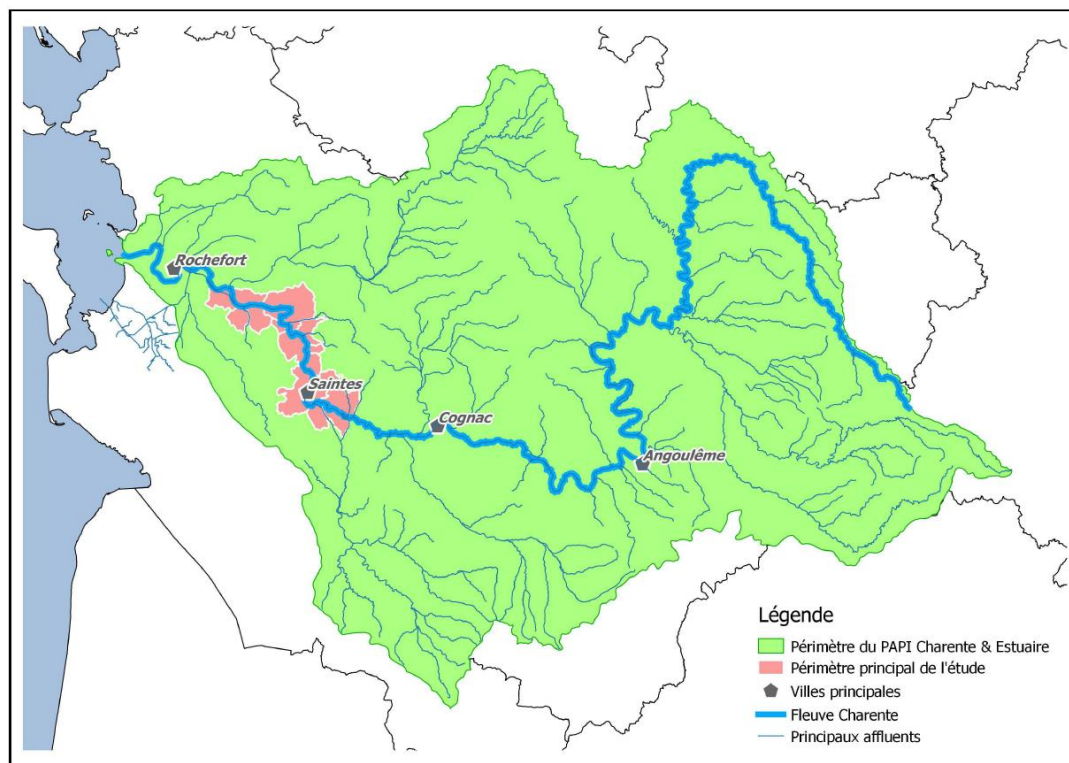 Rochefort
Saintes
Cognac
Angoulême
Légende
Périmètre du PAPI Charente & Estuaire
Périmètre principal de l'étude
Villes principales
Fleuve Charente
Principaux affluents